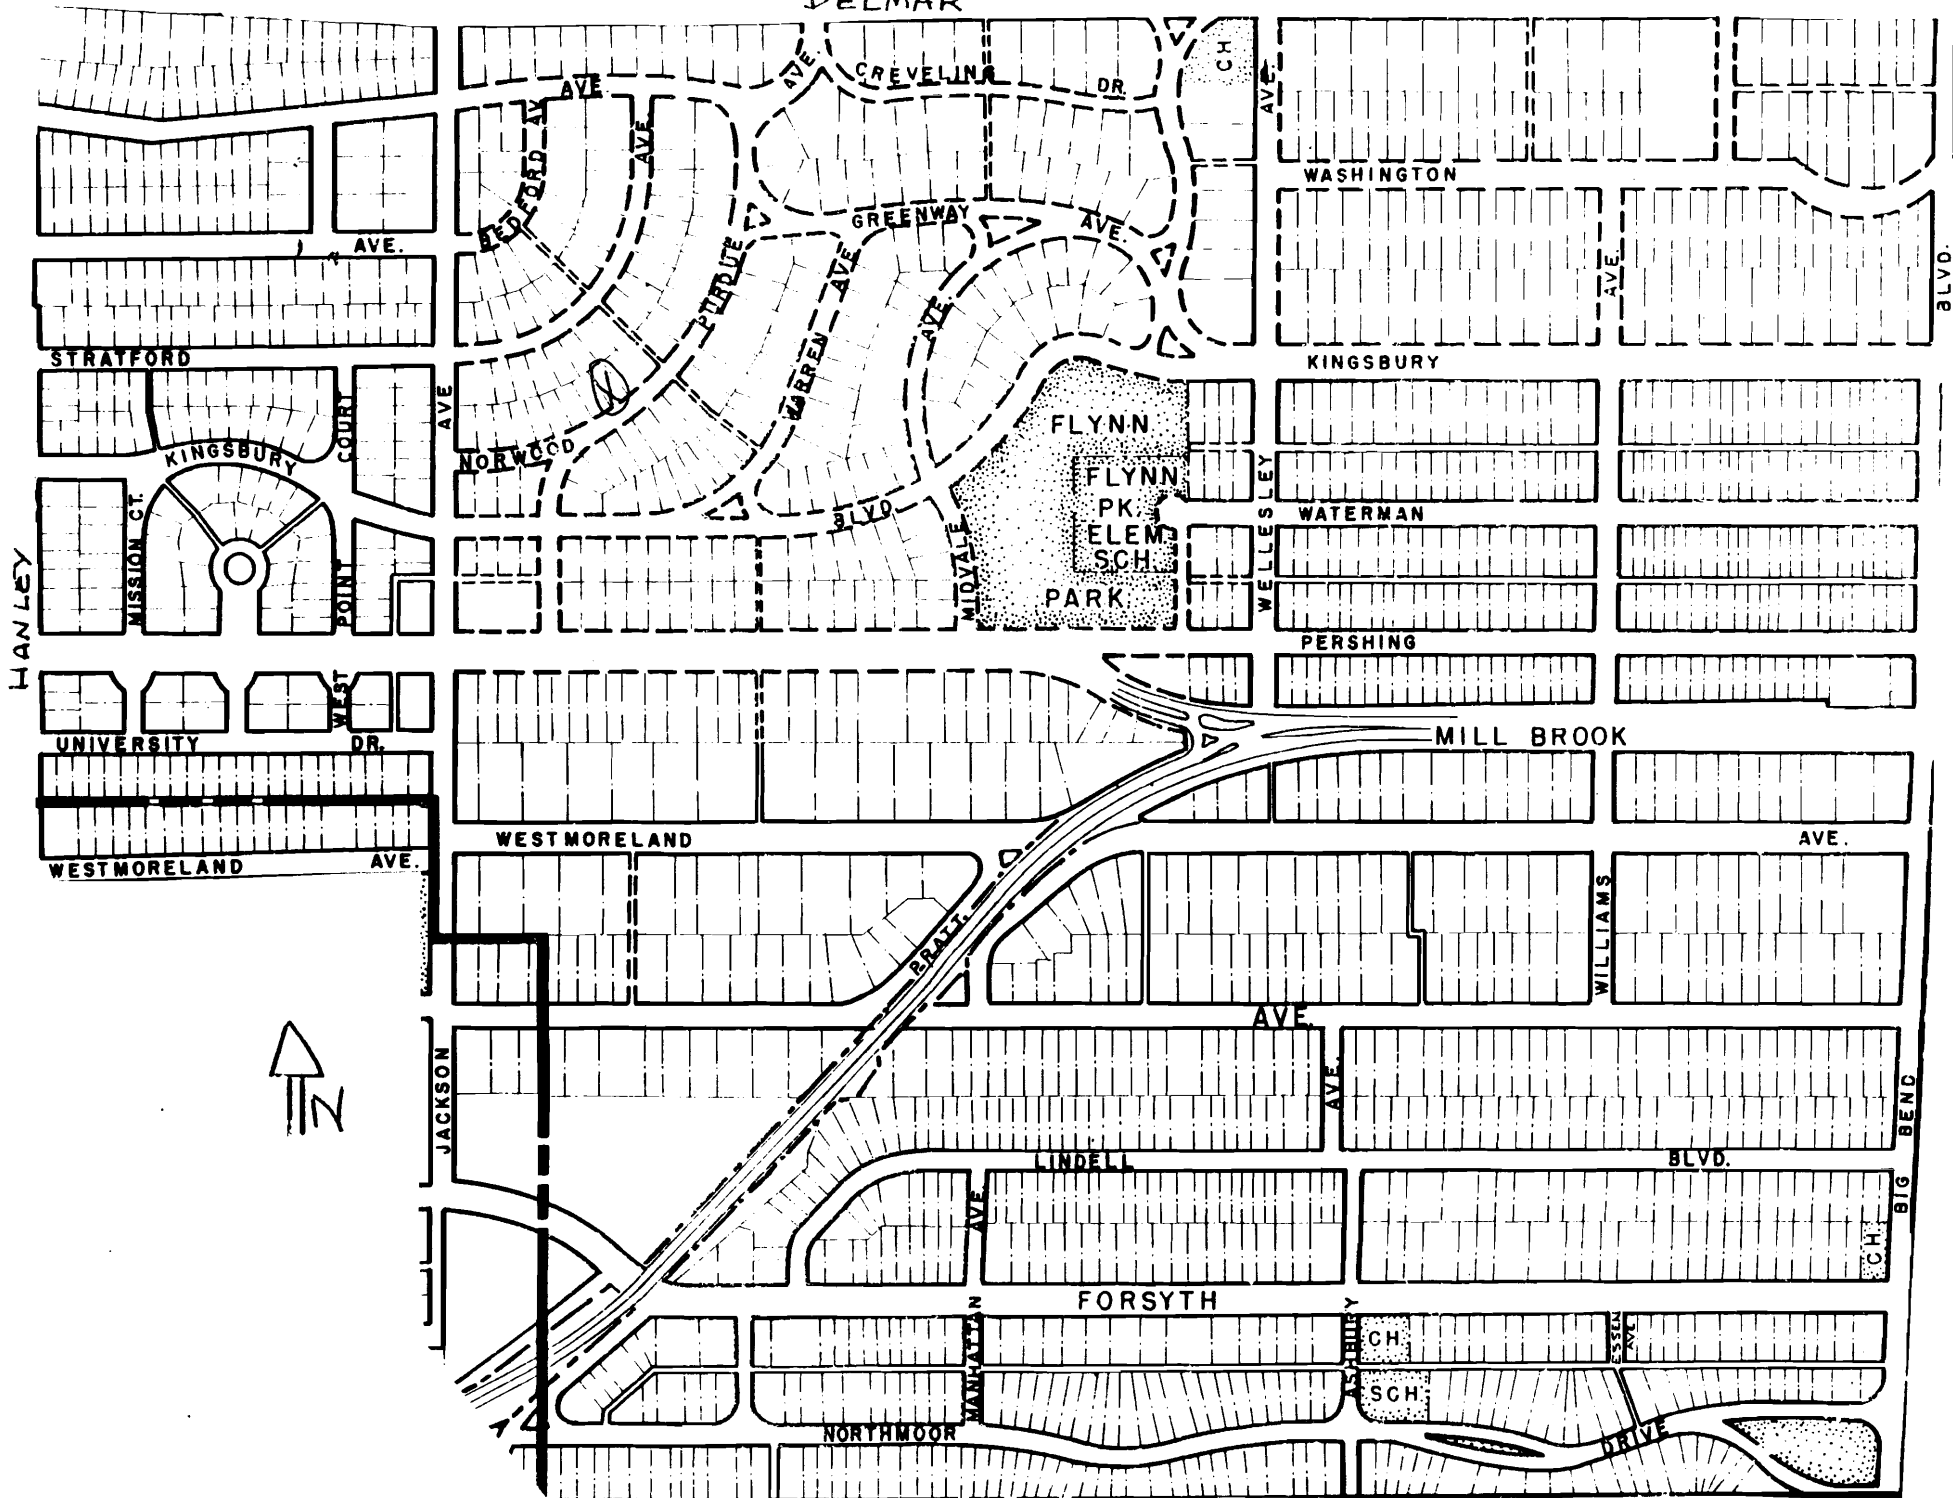 DELMAR
AVE.
CREVELING
DR.
CH
AVE.
AVE.
BEDFORD AV
AVE.
WASHINGTON
GREENWAY
AVE.
AVE.
PURDUE
AVE
AVE.
AVE.
BLVD.
STRATFORD
KINGSBURY
WARREN
COURT
AVE
FLYNN
KINGSBURY
NORWOOD
FLYNN
PK.
ELEM
SCH
PARK
WELLESLEY
WATERMAN
BLVD.
MISSION CT.
MIDVALE
POINT
HANLEY
PERSHING
WEST
UNIVERSITY
DR.
MILL BROOK
WESTMORELAND
AVE.
WESTMORELAND
AVE.
WILLIAMS
PRATT
AVE.
N
JACKSON
AVE.
BIG BEND
LINDELL
BLVD.
AVE.
CH
FORSYTH
MANHATTAN
ASHBURY
CH
ESSEN AVE.
SCH
NORTHMOOR
DRIVE